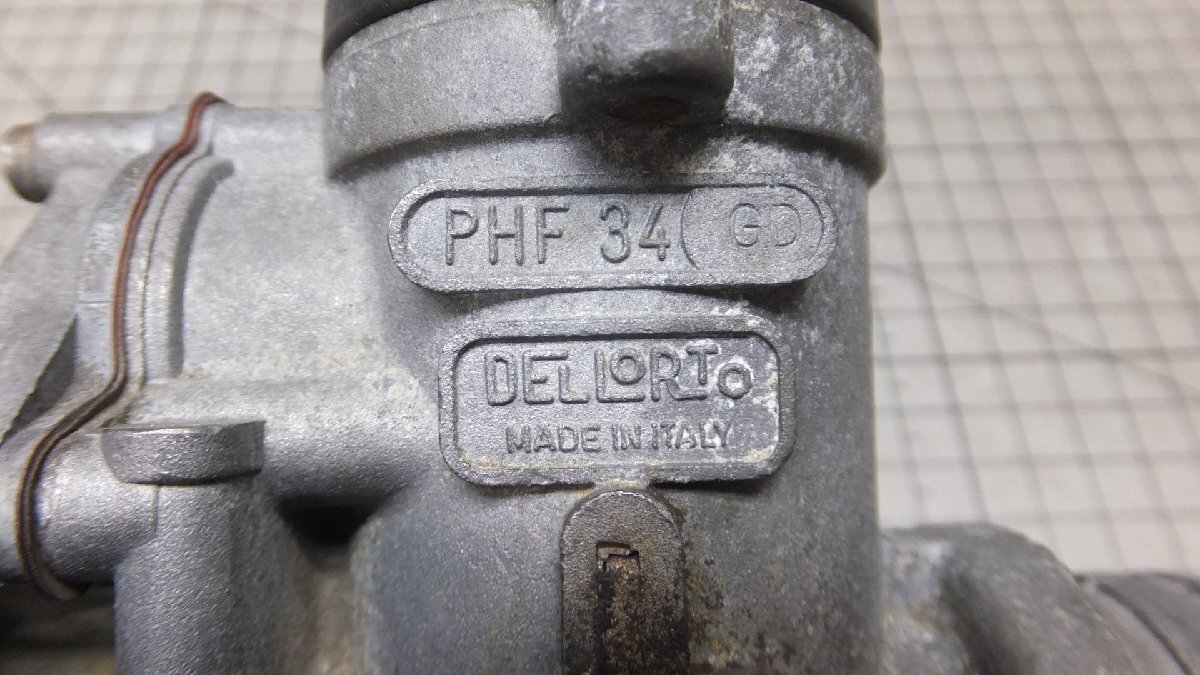 PHF 34 (GD
DELLORTO
MADE IN ITALY